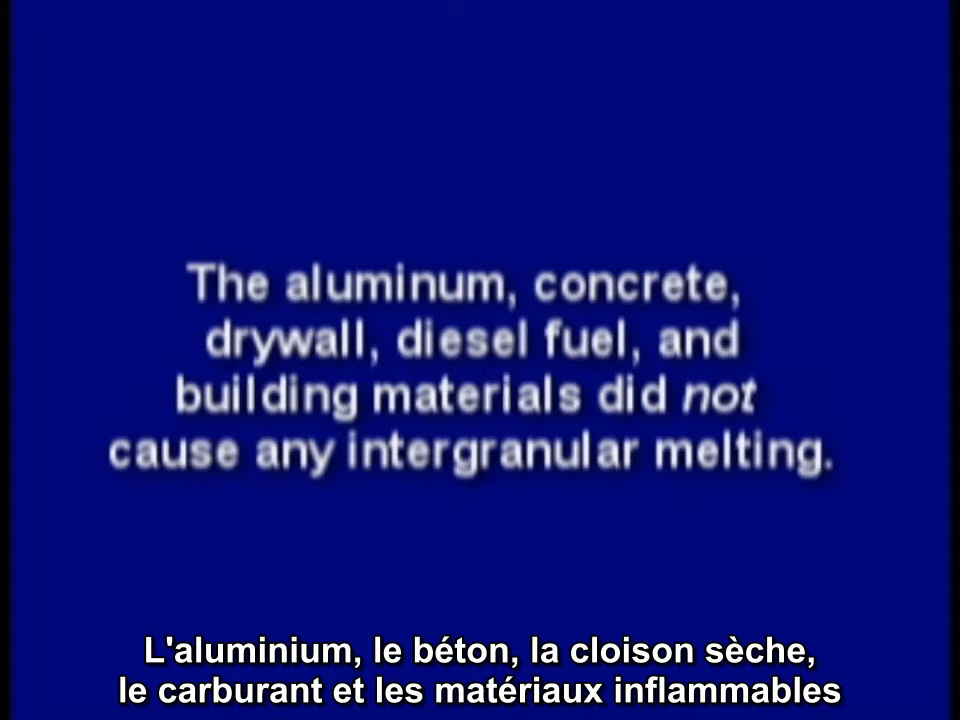 The aluminum, concrete,
drywall, diesel fuel, and
building materials did not
cause any intergranular melting.
L'aluminium, le béton, la cloison sèche,
le carburant et les matériaux inflammables